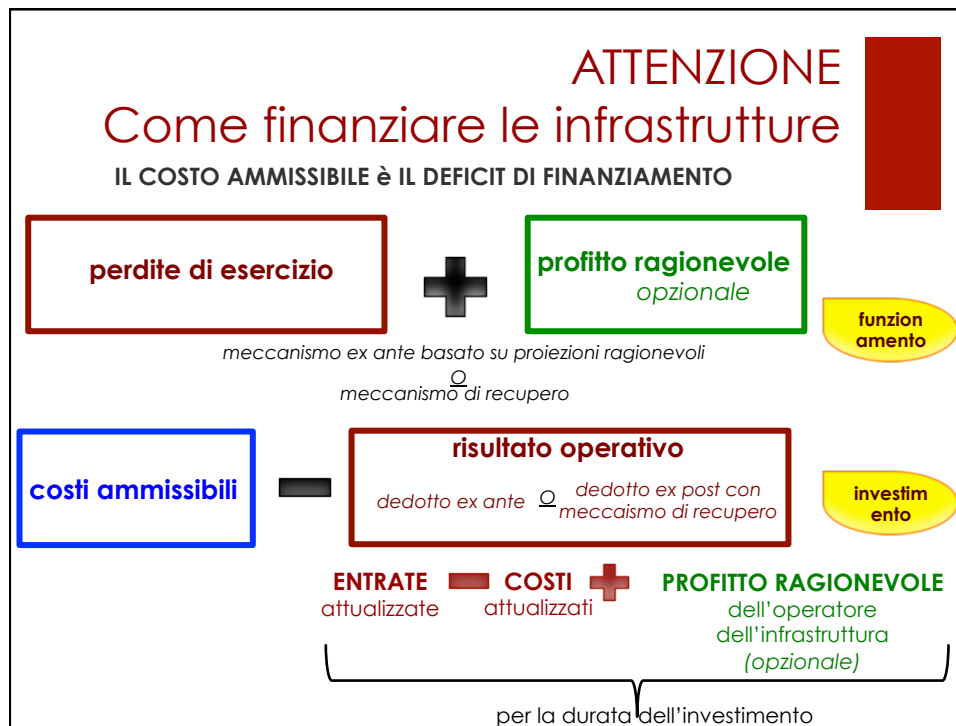 ATTENZIONE
Come finanziare le infrastrutture
IL COSTO AMMISSIBILE è IL DEFICIT DI FINANZIAMENTO
perdite di esercizio
profitto ragionevole
opzionale
funzion
amento
meccanismo ex ante basato su proiezioni ragionevoli
O
meccanismo di recupero
costi ammissibili
risultato operativo
dedotto ex ante
O
dedotto ex post con
meccaismo di recupero
investim
ento
ENTRATE
attualizzate
COSTI
attualizzati
PROFITTO RAGIONEVOLE
dell'operatore
dell'infrastruttura
(opzionale)
per la durata dell'investimento